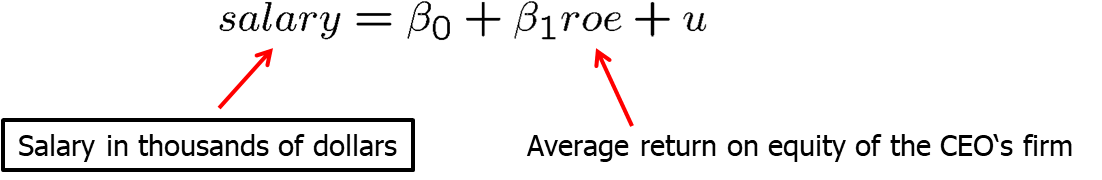 salary = β₀ + β₁roe + u
Salary in thousands of dollars
Average return on equity of the CEO‘s firm